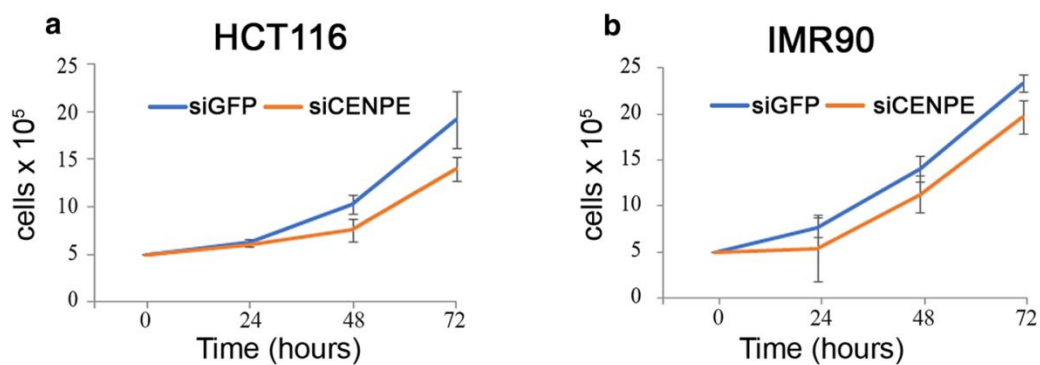 a
HCT116
25
20
15
10
5
0
siGFP siCENPE
cells x 10⁵
0 24 48 72
Time (hours)
b
IMR90
25
20
15
10
5
0
siGFP siCENPE
cells x 10⁵
0 24 48 72
Time (hours)